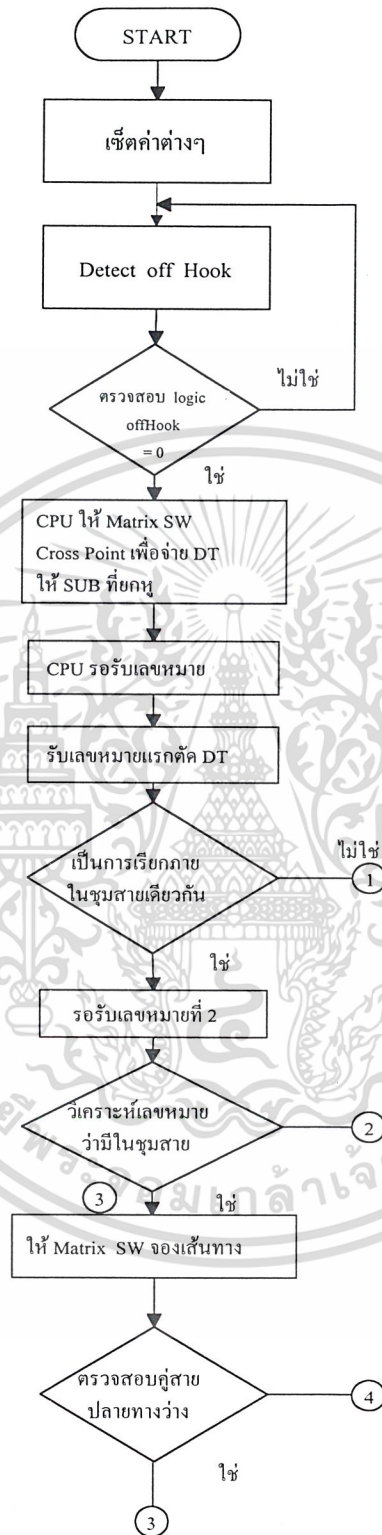 START
เซ็ตค่าต่างๆ
Detect off Hook
ตรวจสอบ logic
offHook
= 0
ไม่ใช่
ใช่
CPU ให้ Matrix SW
Cross Point เพื่อจ่าย DT
ให้ SUB ที่ยกหู
CPU รอรับเลขหมาย
รับเลขหมายแรกตัด DT
เป็นการเรียกภาย
ในชุมสายเดียวกัน
ไม่ใช่
1
ใช่
รอรับเลขหมายที่ 2
วิเคราะห์เลขหมาย
ว่ามีในชุมสาย
2
3
ใช่
ให้ Matrix SW จองเส้นทาง
ตรวจสอบคู่สาย
ปลายทางว่าง
4
ใช่
3